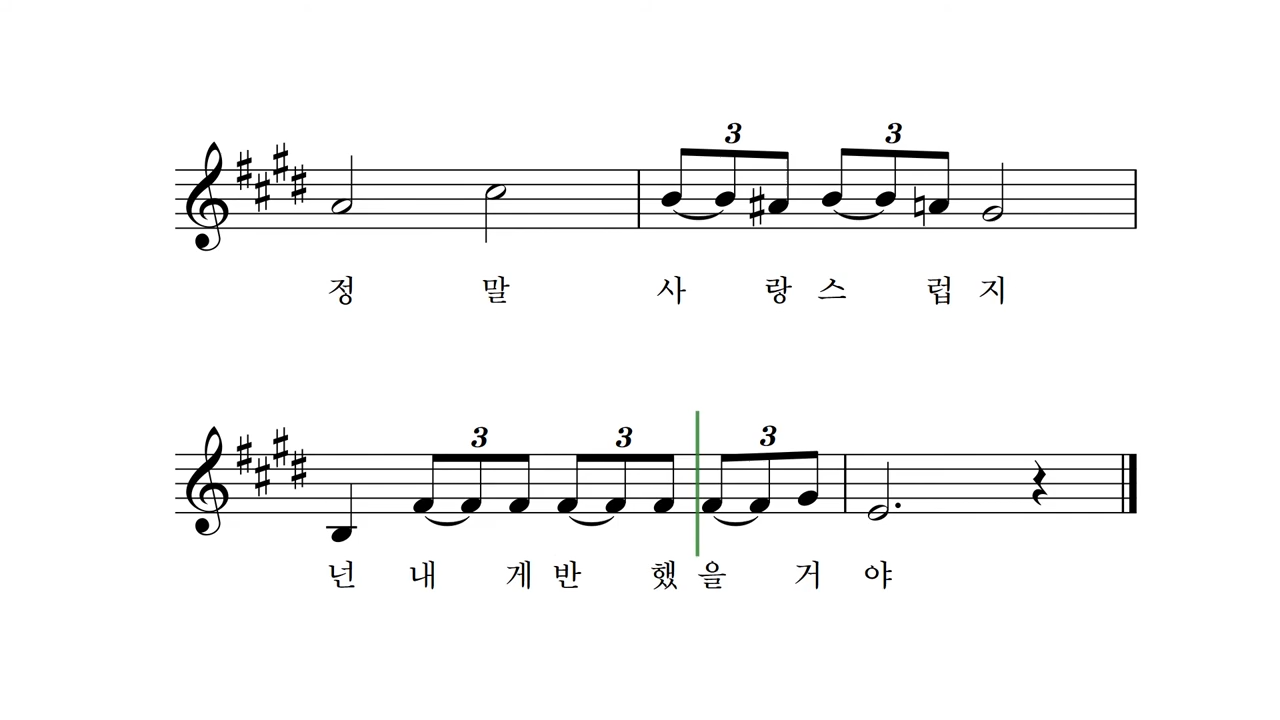 3 3
정 말 사 랑 스 럽 지
3 3 3
넌 내 게 반 했 을 거 야